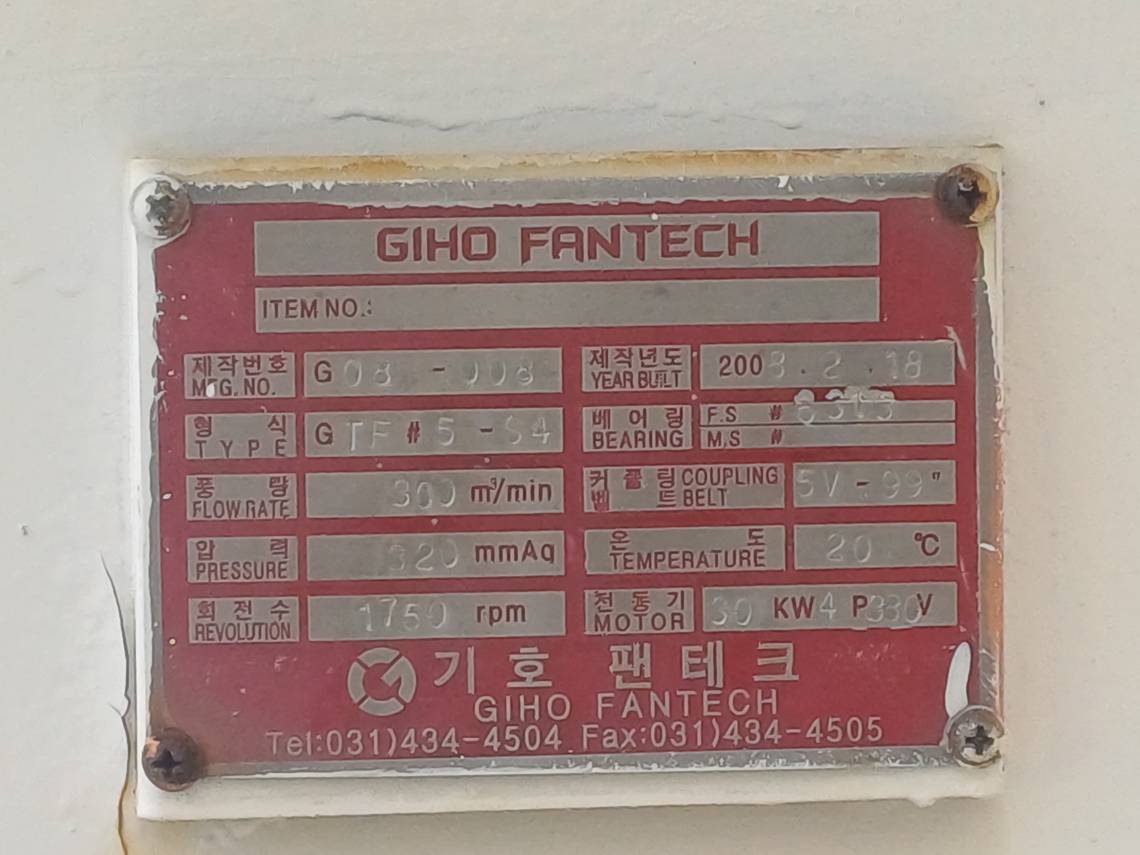 GIHO FANTECH
ITEM NO.:
제작번호 G 08 - 008 제작년도 2008. 2. 18
MFG. NO. YEAR BUILT
형 식 G TF # 5 - S4 베 어 링 F.S # 6313
TYPE BEARING M.S #
풍 량 300 m³/min 커 플 링 COUPLING 5V - 99"
FLOW RATE 벨 트 BELT
압 력 320 mmAq 온 도 20 ℃
PRESSURE TEMPERATURE
회 전 수 1750 rpm 전 동 기 30 KW 4 P V
REVOLUTION MOTOR
기 호 팬 테 크
GIHO FANTECH
Tel:031)434-4504 Fax:031)434-4505